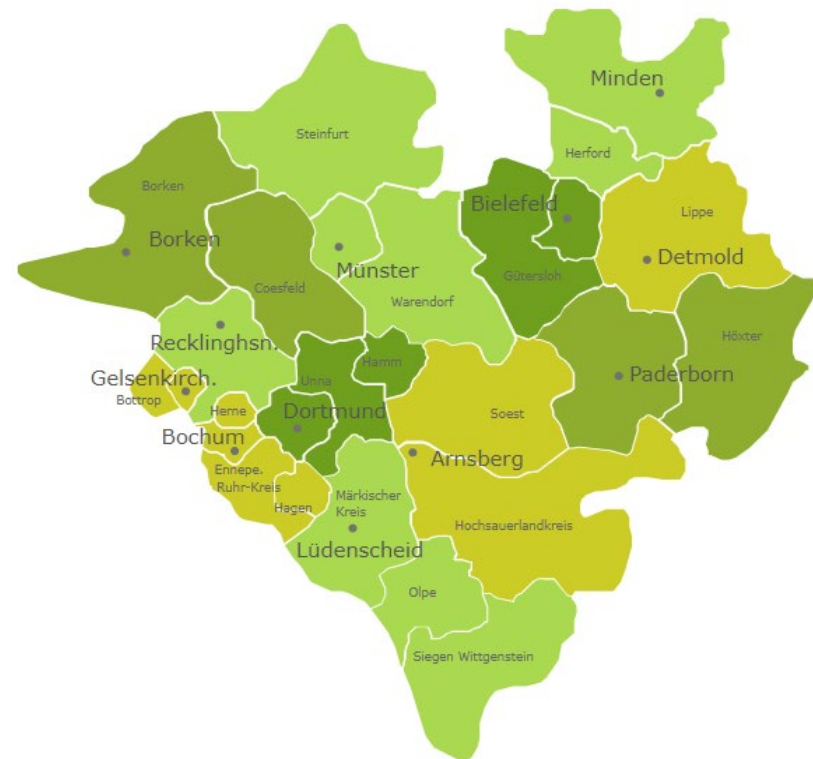 Minden
Steinfurt
Herford
Borken
Bielefeld
Lippe
Borken
Münster
Detmold
Gütersloh
Coesfeld
Warendorf
Recklinghsn.
Höxter
Hamm
Gelsenkirch.
Unna
Paderborn
Bottrop
Herne
Dortmund
Soest
Bochum
Arnsberg
Ennepe.
Ruhr-Kreis
Märkischer
Kreis
Hagen
Hochsauerlandkreis
Lüdenscheid
Olpe
Siegen Wittgenstein